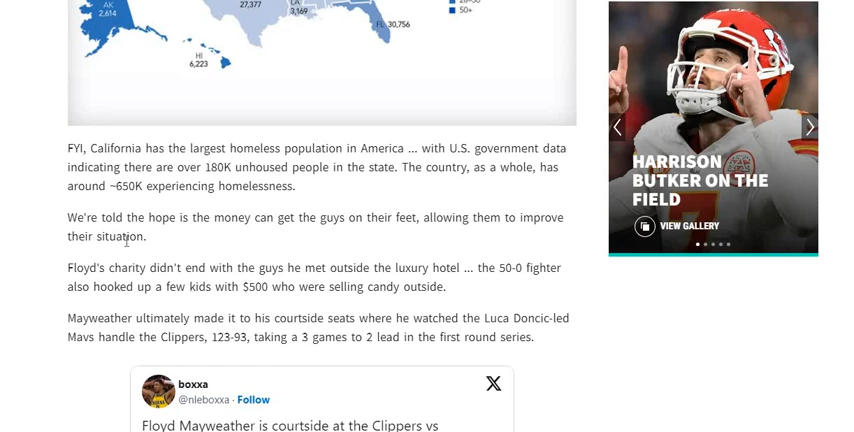 AK
2,614
27,377
LA
3,169
FL 30,756
HI
6,223
50+
FYI, California has the largest homeless population in America ... with U.S. government data
indicating there are over 180K unhoused people in the state. The country, as a whole, has
around ~650K experiencing homelessness.
We're told the hope is the money can get the guys on their feet, allowing them to improve
their situation.
Floyd's charity didn't end with the guys he met outside the luxury hotel ... the 50-0 fighter
also hooked up a few kids with $500 who were selling candy outside.
Mayweather ultimately made it to his courtside seats where he watched the Luca Doncic-led
Mavs handle the Clippers, 123-93, taking a 3 games to 2 lead in the first round series.
boxxa
@nleboxxa · Follow
Floyd Mayweather is courtside at the Clippers vs
HARRISON
BUTKER ON THE
FIELD
VIEW GALLERY